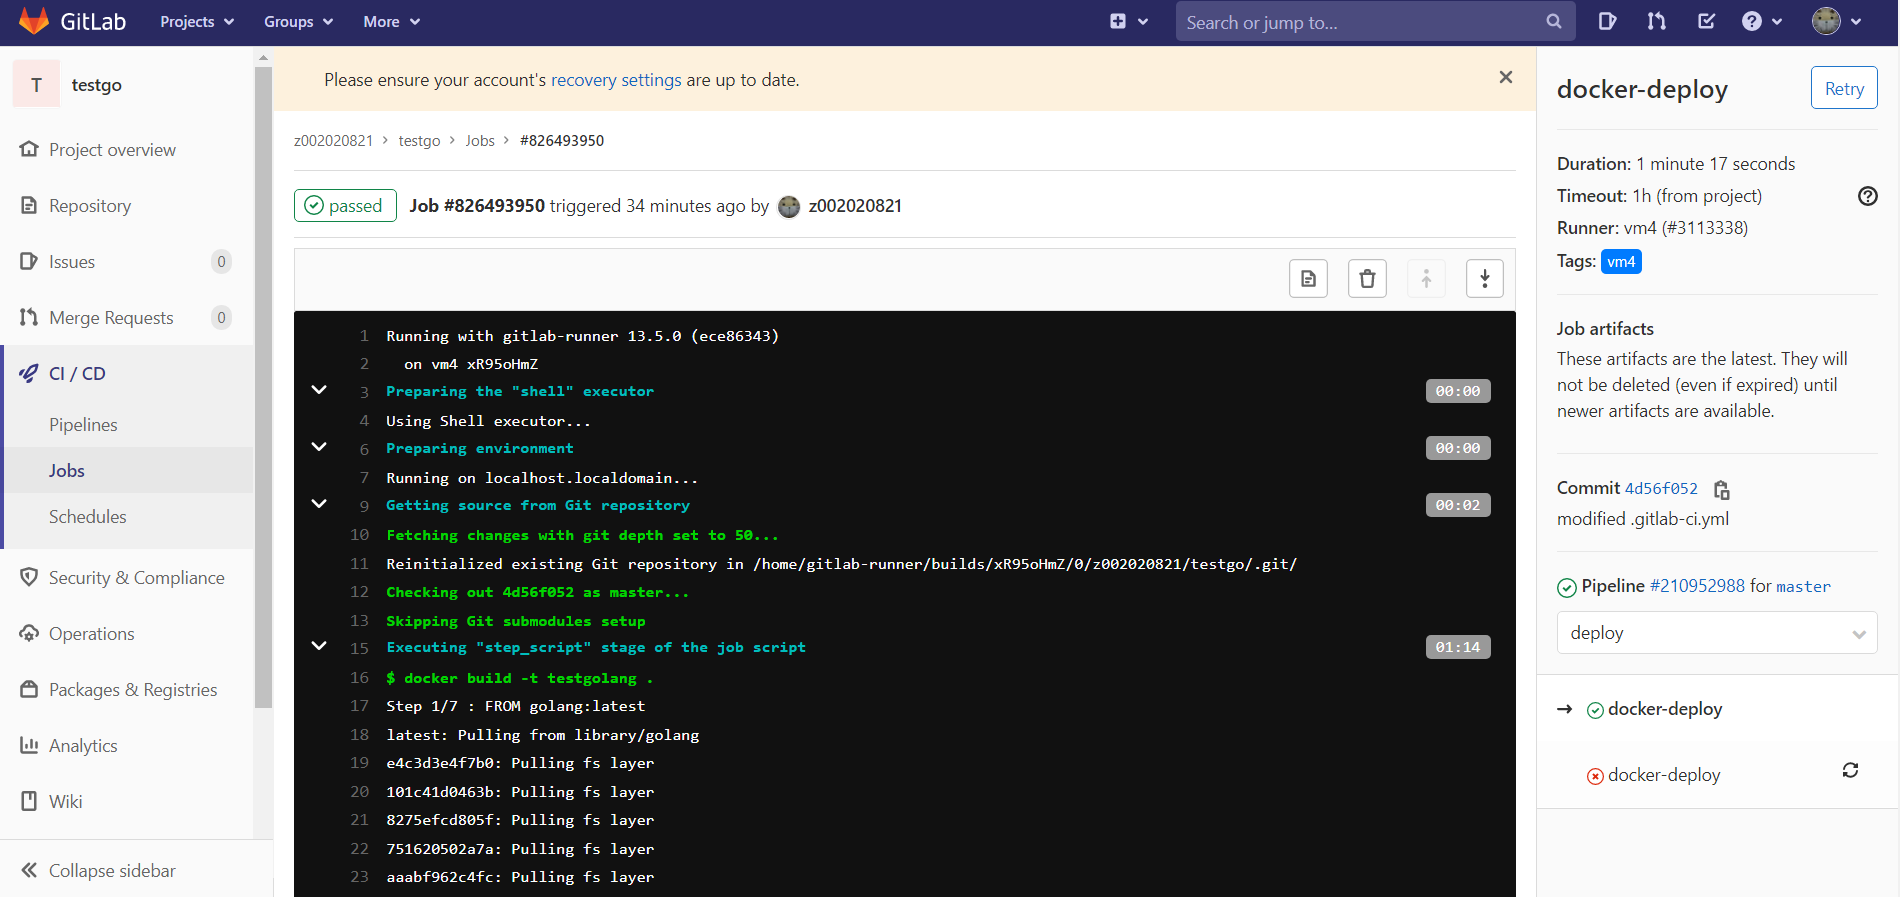 GitLab Projects Groups More Search or jump to...
T testgo
Project overview
Repository
Issues 0
Merge Requests 0
CI / CD
Pipelines
Jobs
Schedules
Security & Compliance
Operations
Packages & Registries
Analytics
Wiki
Collapse sidebar
Please ensure your account's recovery settings are up to date.
z002020821 > testgo > Jobs > #826493950
passed Job #826493950 triggered 34 minutes ago by z002020821
1 Running with gitlab-runner 13.5.0 (ece86343)
2 on vm4 xR95oHmZ
3 Preparing the "shell" executor 00:00
4 Using Shell executor...
6 Preparing environment 00:00
7 Running on localhost.localdomain...
9 Getting source from Git repository 00:02
10 Fetching changes with git depth set to 50...
11 Reinitialized existing Git repository in /home/gitlab-runner/builds/xR95oHmZ/0/z002020821/testgo/.git/
12 Checking out 4d56f052 as master...
13 Skipping Git submodules setup
15 Executing "step_script" stage of the job script 01:14
16 $ docker build -t testgolang .
17 Step 1/7 : FROM golang:latest
18 latest: Pulling from library/golang
19 e4c3d3e4f7b0: Pulling fs layer
20 101c41d0463b: Pulling fs layer
21 8275efcd805f: Pulling fs layer
22 751620502a7a: Pulling fs layer
23 aaabf962c4fc: Pulling fs layer
docker-deploy Retry
Duration: 1 minute 17 seconds
Timeout: 1h (from project)
Runner: vm4 (#3113338)
Tags: vm4
Job artifacts
These artifacts are the latest. They will
not be deleted (even if expired) until
newer artifacts are available.
Commit 4d56f052
modified .gitlab-ci.yml
Pipeline #210952988 for master
deploy
→ docker-deploy
docker-deploy